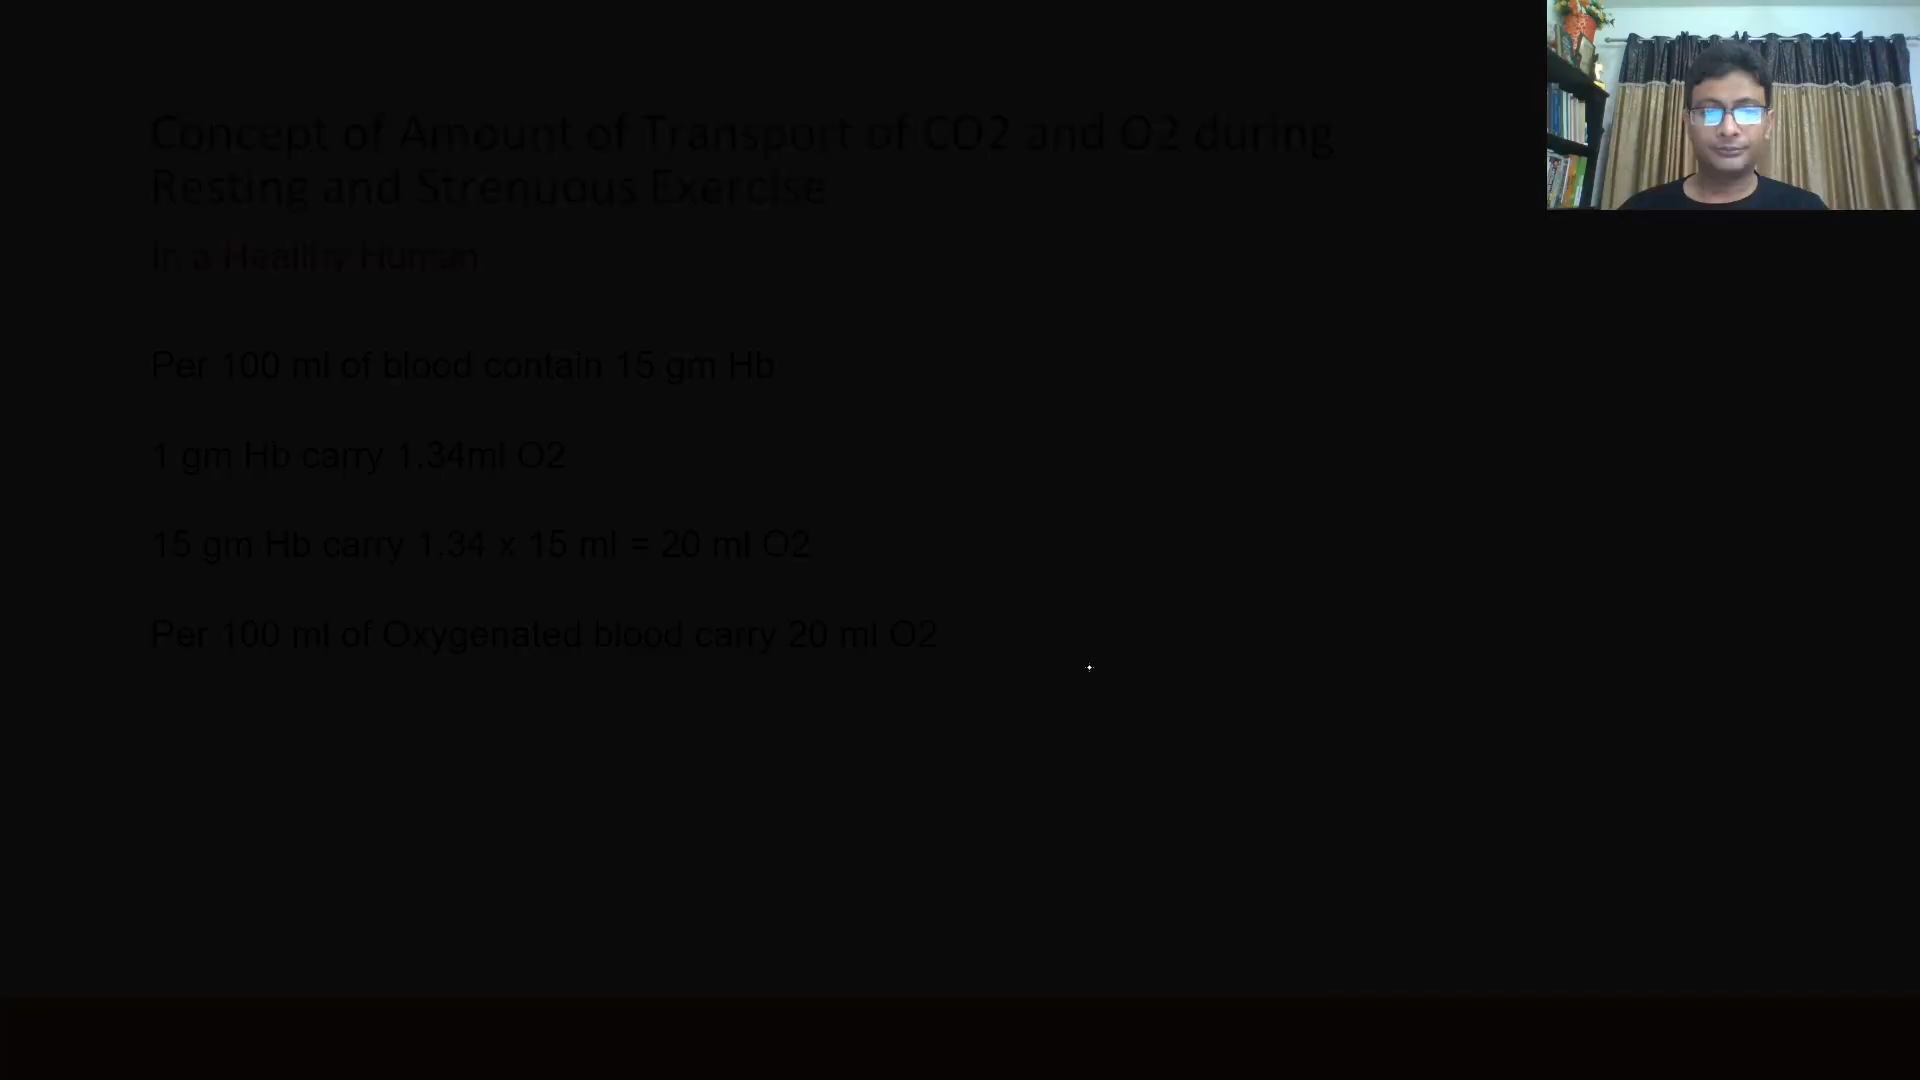 Concept of Amount of Transport of CO2 and O2 during
Resting and Strenuous Exercise
In a Healthy Human
Per 100 ml of blood contain 15 gm Hb
1 gm Hb carry 1.34ml O2
15 gm Hb carry 1.34 x 15 ml = 20 ml O2
Per 100 ml of Oxygenated blood carry 20 ml O2